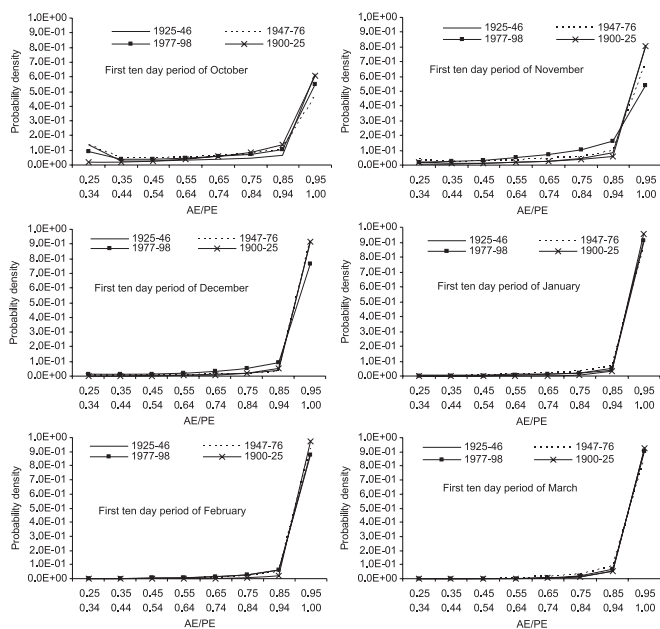 1925-46 1947-76
1977-98 1900-25
First ten day period of October
Probability density
1.0E+00
9.0E-01
8.0E-01
7.0E-01
6.0E-01
5.0E-01
4.0E-01
3.0E-01
2.0E-01
1.0E-01
0.0E+00
0.25 0.35 0.45 0.55 0.65 0.75 0.85 0.95
0.34 0.44 0.54 0.64 0.74 0.84 0.94 1.00
AE/PE
1925-46 1947-76
1977-98 1900-25
First ten day period of November
Probability density
1.0E+00
9.0E-01
8.0E-01
7.0E-01
6.0E-01
5.0E-01
4.0E-01
3.0E-01
2.0E-01
1.0E-01
0.0E+00
0.25 0.35 0.45 0.55 0.65 0.75 0.85 0.95
0.34 0.44 0.54 0.64 0.74 0.84 0.94 1.00
AE/PE
1925-46 1947-76
1977-98 1900-25
First ten day period of December
Probability density
1.0E+00
9.0E-01
8.0E-01
7.0E-01
6.0E-01
5.0E-01
4.0E-01
3.0E-01
2.0E-01
1.0E-01
0.0E+00
0.25 0.35 0.45 0.55 0.65 0.75 0.85 0.95
0.34 0.44 0.54 0.64 0.74 0.84 0.94 1.00
AE/PE
1925-46 1947-76
1977-98 1900-25
First ten day period of January
Probability density
1.0E+00
9.0E-01
8.0E-01
7.0E-01
6.0E-01
5.0E-01
4.0E-01
3.0E-01
2.0E-01
1.0E-01
0.0E+00
0.25 0.35 0.45 0.55 0.65 0.75 0.85 0.95
0.34 0.44 0.54 0.64 0.74 0.84 0.94 1.00
AE/PE
1925-46 1947-76
1977-98 1900-25
First ten day period of February
Probability density
1.0E+00
9.0E-01
8.0E-01
7.0E-01
6.0E-01
5.0E-01
4.0E-01
3.0E-01
2.0E-01
1.0E-01
0.0E+00
0.25 0.35 0.45 0.55 0.65 0.75 0.85 0.95
0.34 0.44 0.54 0.64 0.74 0.84 0.94 1.00
AE/PE
1925-46 1947-76
1977-98 1900-25
First ten day period of March
Probability density
1.0E+00
9.0E-01
8.0E-01
7.0E-01
6.0E-01
5.0E-01
4.0E-01
3.0E-01
2.0E-01
1.0E-01
0.0E+00
0.25 0.35 0.45 0.55 0.65 0.75 0.85 0.95
0.34 0.44 0.54 0.64 0.74 0.84 0.94 1.00
AE/PE